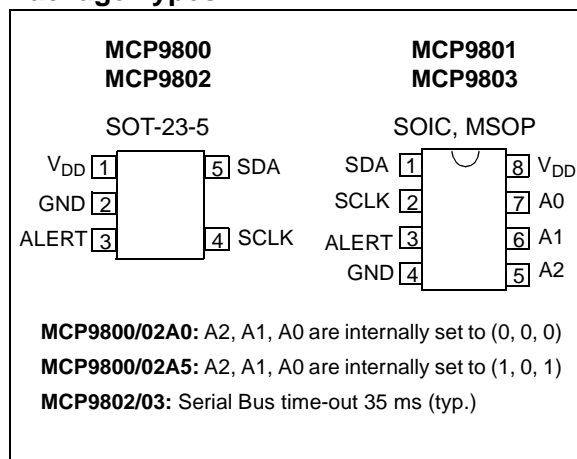 MCP9800
MCP9802
SOT-23-5
VDD 1
GND 2
ALERT 3
5 SDA
4 SCLK
MCP9801
MCP9803
SOIC, MSOP
SDA 1
SCLK 2
ALERT 3
GND 4
8 VDD
7 A0
6 A1
5 A2
MCP9800/02A0: A2, A1, A0 are internally set to (0, 0, 0)
MCP9800/02A5: A2, A1, A0 are internally set to (1, 0, 1)
MCP9802/03: Serial Bus time-out 35 ms (typ.)